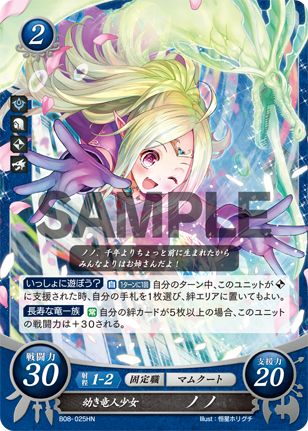 2
SAMPLE
ノノ、千年よりちょっと前に生まれたから
みんなよりはお姉さんだよ!
いっしょに遊ぼう? 自 1ターンに1回 自分のターン中、このユニットが
に支援された時、自分の手札を1枚選び、絆エリアに置いてもよい。
長寿な竜一族 常 自分の絆カードが5枚以上の場合、このユニット
の戦闘力は+30される。
戦闘力
30
射程 1-2 固定職 マムクート
支援力
20
幼き竜人少女 ノノ
B08-025HN
Illust:恒星ホリグチ